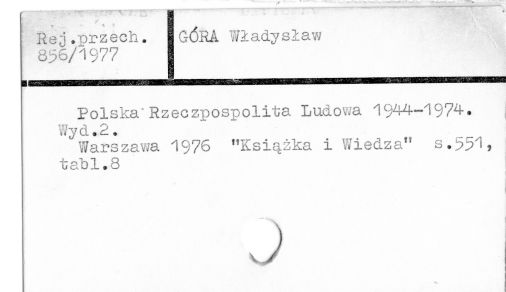 Rej.przech.
856/1977
GÓRA Władysław
Polska Rzeczpospolita Ludowa 1944-1974.
Wyd.2.
Warszawa 1976 "Książka i Wiedza" s.551,
tabl.8